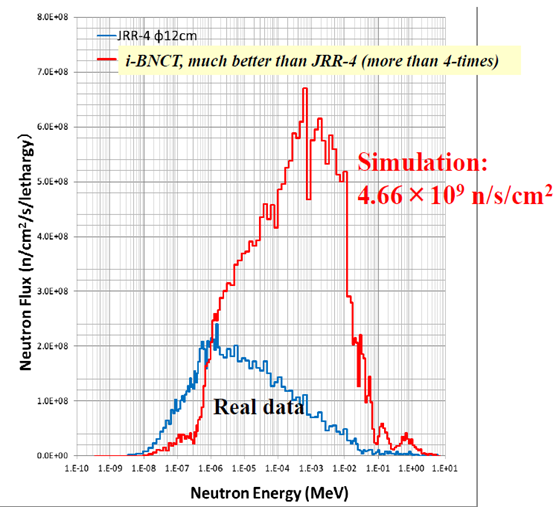 8.0E+08
JRR-4 ф12cm
i-BNCT, much better than JRR-4 (more than 4-times)
7.0E+08
6.0E+08
Simulation:
5.0E+08
4.66×10⁹ n/s/cm²
4.0E+08
3.0E+08
2.0E+08
1.0E+08
Real data
0.0E+00
1.E-10 1.E-09 1.E-08 1.E-07 1.E-06 1.E-05 1.E-04 1.E-03 1.E-02 1.E-01 1.E+00 1.E+01
Neutron Energy (MeV)
Neutron Flux (n/cm²/s/lethargy)